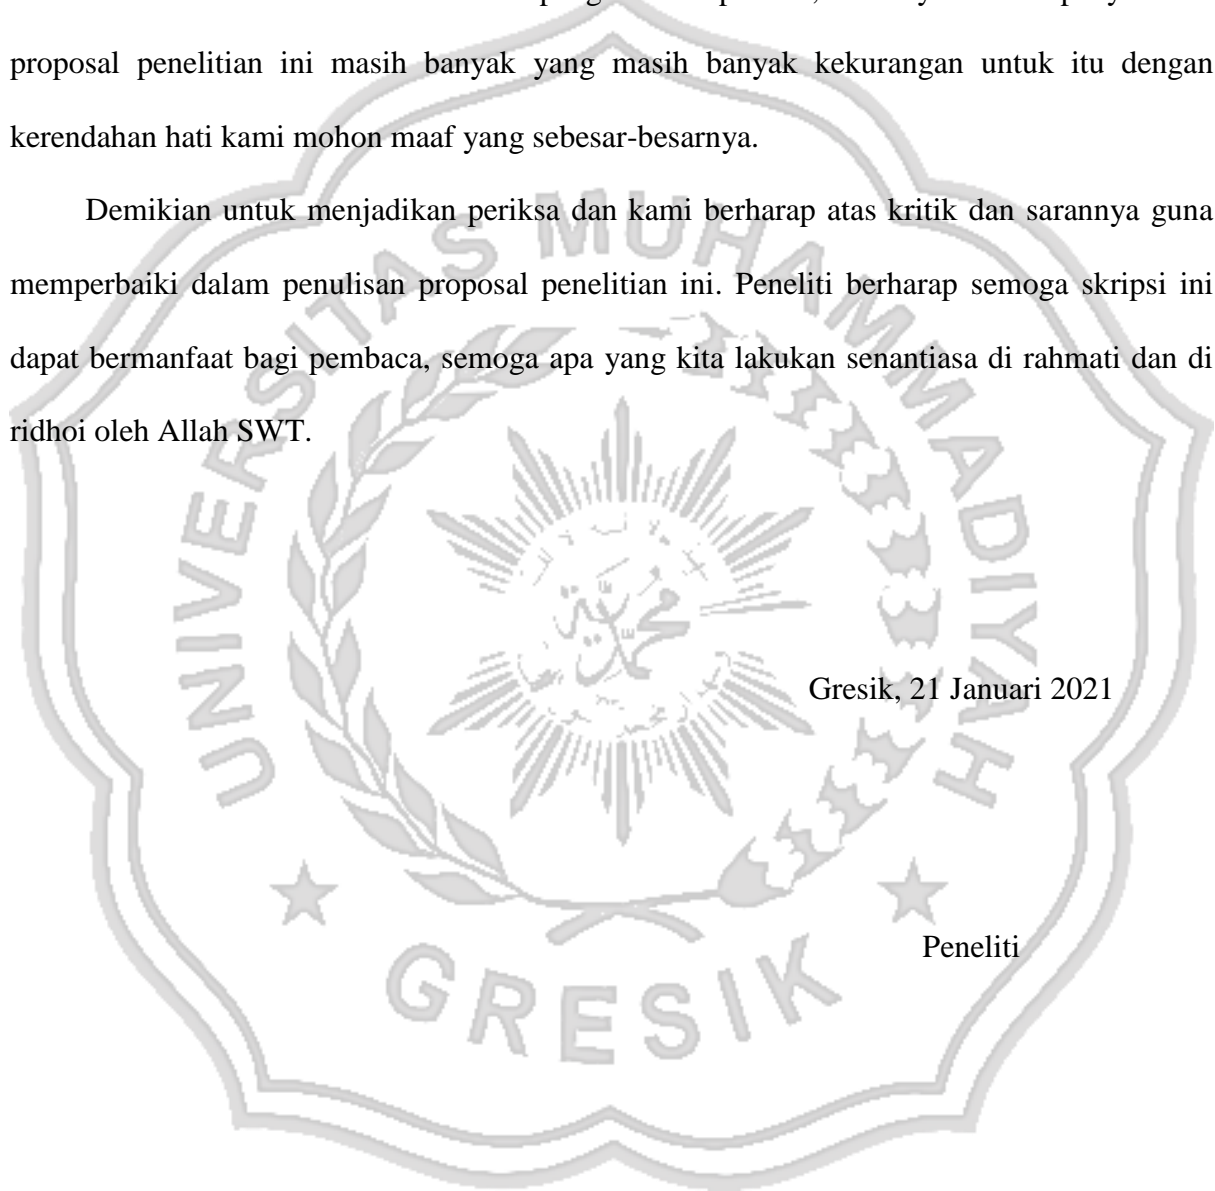 proposal penelitian ini masih banyak yang masih banyak kekurangan untuk itu dengan
kerendahan hati kami mohon maaf yang sebesar-besarnya.
Demikian untuk menjadikan periksa dan kami berharap atas kritik dan sarannya guna
memperbaiki dalam penulisan proposal penelitian ini. Peneliti berharap semoga skripsi ini
dapat bermanfaat bagi pembaca, semoga apa yang kita lakukan senantiasa di rahmati dan di
ridhoi oleh Allah SWT.
UNIVERSITAS MUHAMMADIYAH
محمدية
Gresik, 21 Januari 2021
Peneliti
GRESIK